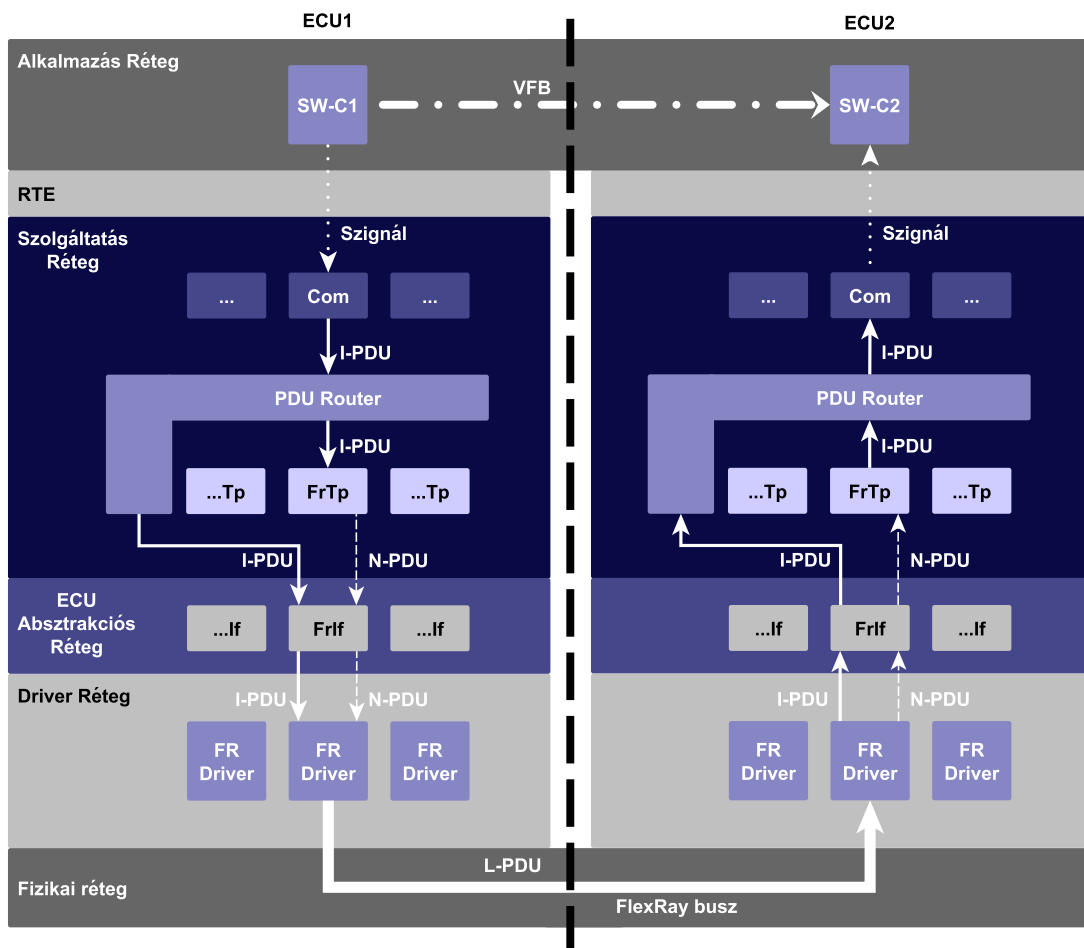 ECU1
ECU2
Alkalmazás Réteg
SW-C1
VFB
SW-C2
RTE
Szolgáltatás
Réteg
Szignál
Szignál
...
Com
...
...
Com
...
I-PDU
I-PDU
PDU Router
PDU Router
I-PDU
I-PDU
...Tp
FrTp
...Tp
...Tp
FrTp
...Tp
I-PDU
N-PDU
I-PDU
N-PDU
ECU
Absztrakciós
Réteg
...If
FrIf
...If
...If
FrIf
...If
Driver Réteg
I-PDU
N-PDU
I-PDU
N-PDU
FR
Driver
FR
Driver
FR
Driver
FR
Driver
FR
Driver
FR
Driver
L-PDU
Fizikai réteg
FlexRay busz